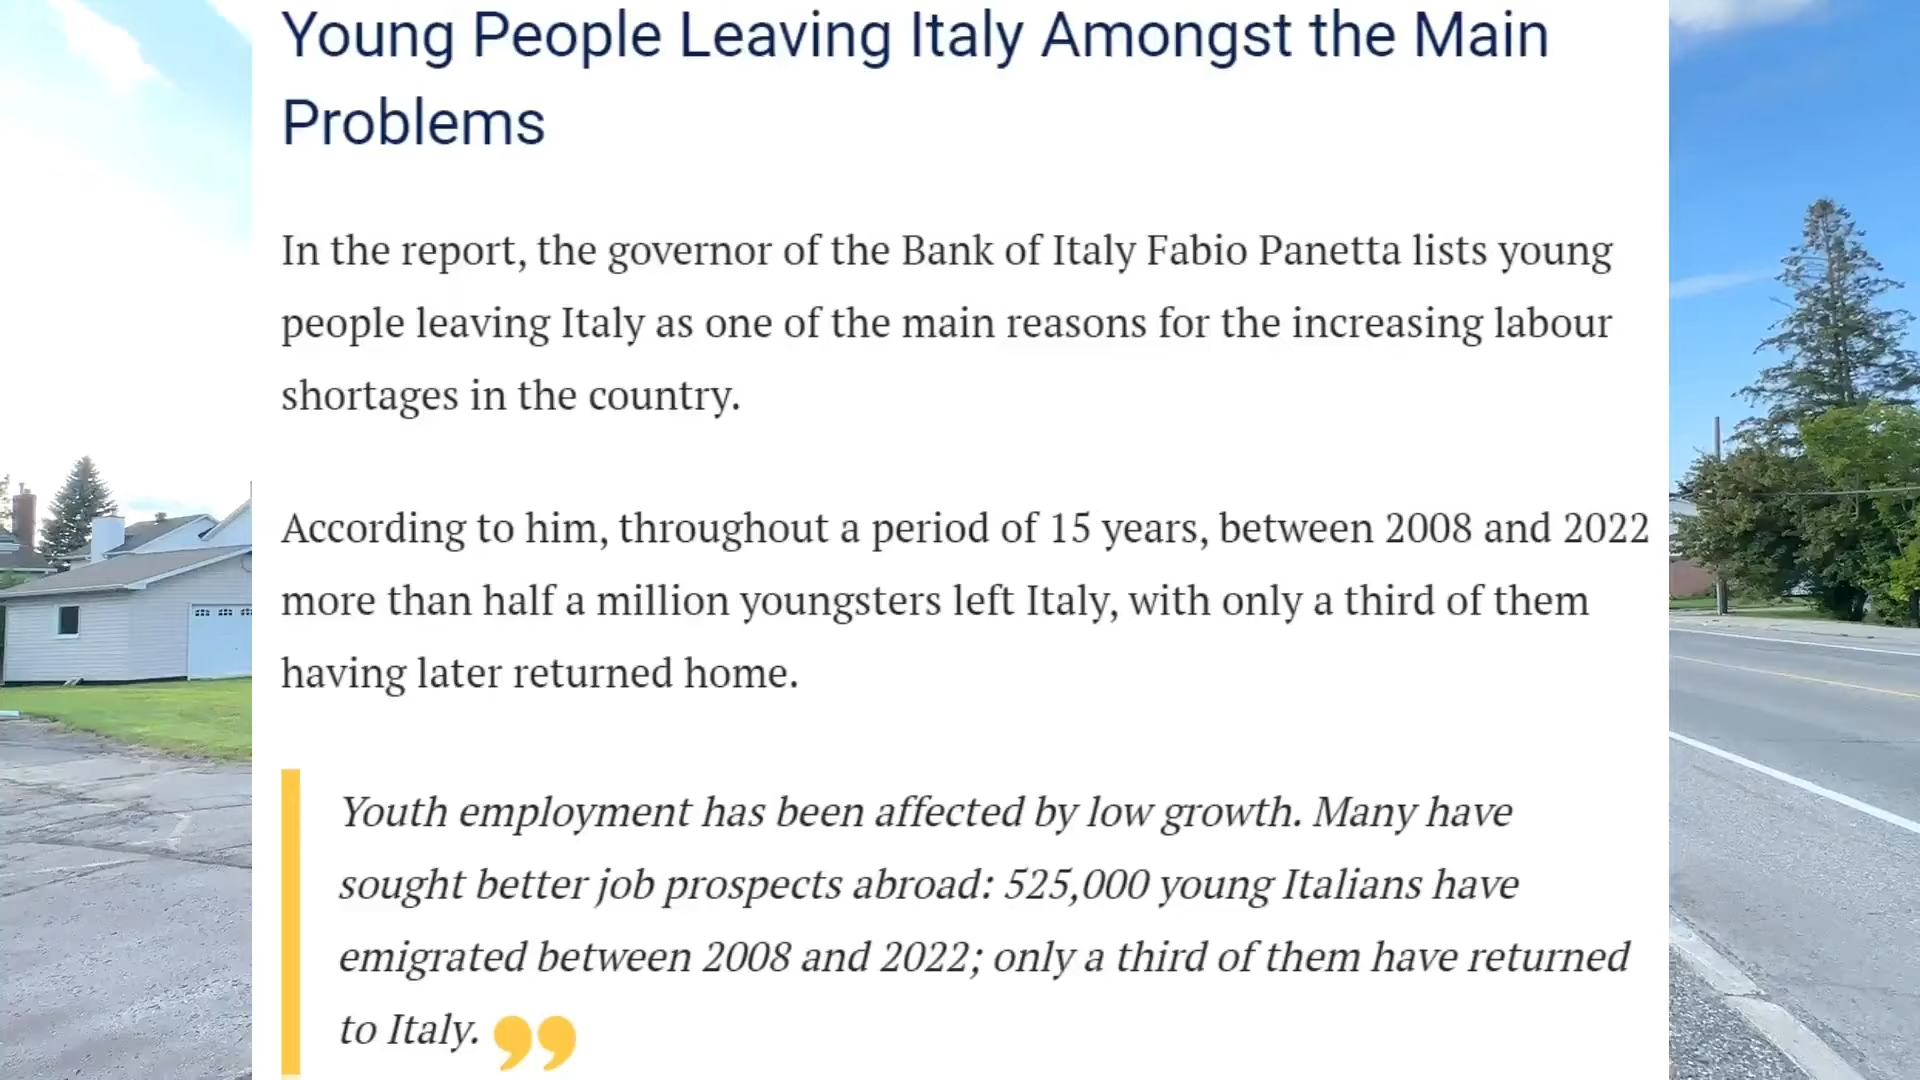 Young People Leaving Italy Amongst the Main
Problems
In the report, the governor of the Bank of Italy Fabio Panetta lists young
people leaving Italy as one of the main reasons for the increasing labour
shortages in the country.
According to him, throughout a period of 15 years, between 2008 and 2022
more than half a million youngsters left Italy, with only a third of them
having later returned home.
Youth employment has been affected by low growth. Many have
sought better job prospects abroad: 525,000 young Italians have
emigrated between 2008 and 2022; only a third of them have returned
to Italy. ”